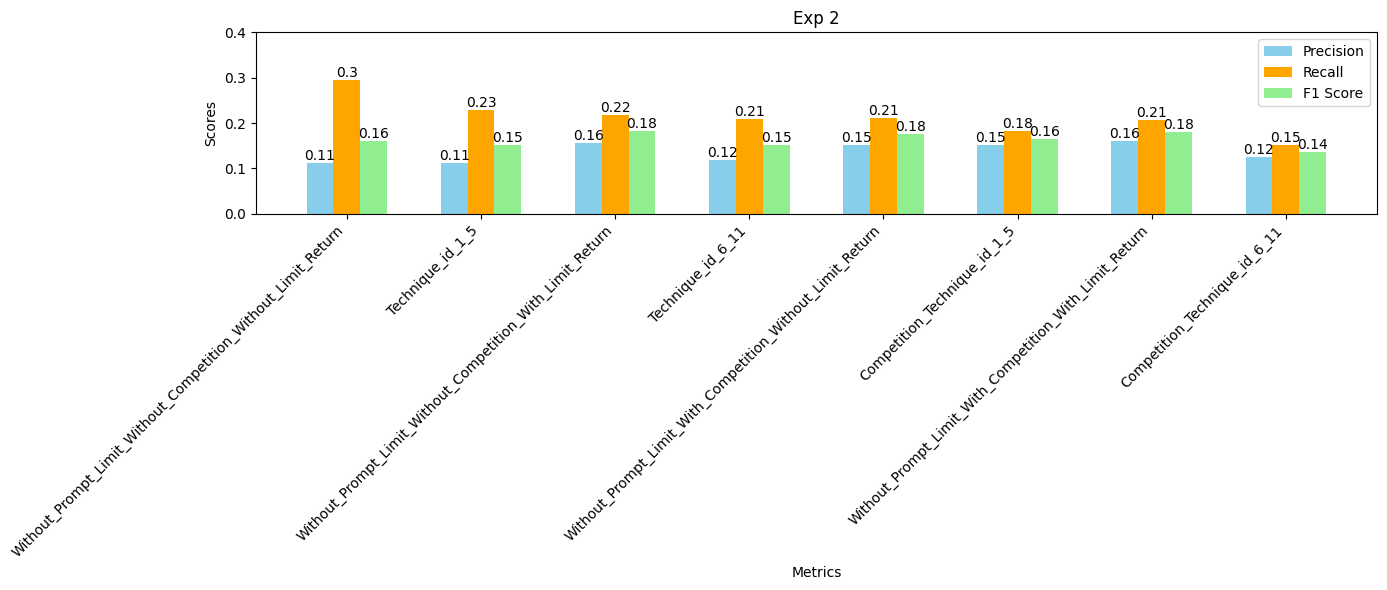 Exp 2
Scores
0.4
0.3
0.2
0.1
0.0
Precision
Recall
F1 Score
0.11
0.3
0.16
0.11
0.23
0.15
0.16
0.22
0.18
0.12
0.21
0.15
0.15
0.21
0.18
0.15
0.18
0.16
0.16
0.21
0.18
0.12
0.15
0.14
Without_Prompt_Limit_Without_Competition_Without_Limit_Return
Technique_id_1_5
Without_Prompt_Limit_Without_Competition_With_Limit_Return
Technique_id_6_11
Without_Prompt_Limit_With_Competition_Without_Limit_Return
Competition_Technique_id_1_5
Without_Prompt_Limit_With_Competition_With_Limit_Return
Competition_Technique_id_6_11
Metrics